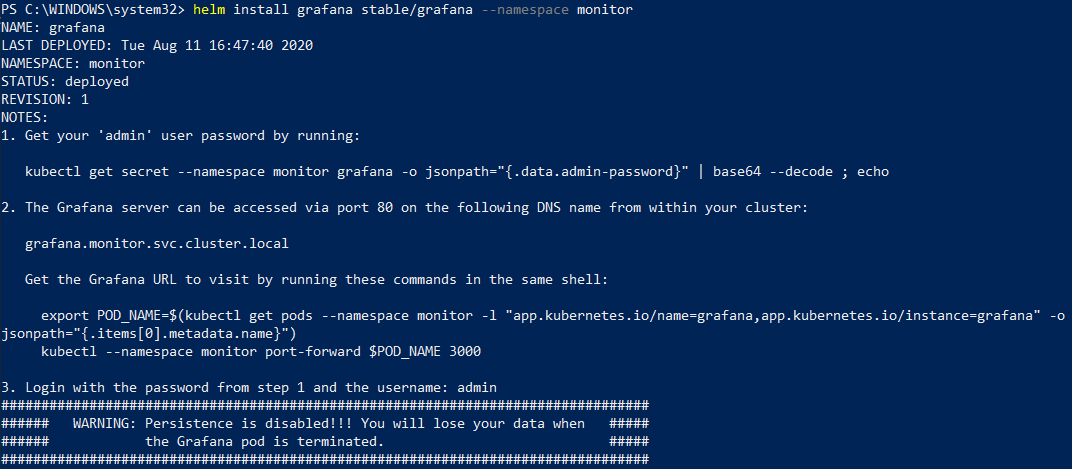 PS C:\WINDOWS\system32> helm install grafana stable/grafana --namespace monitor
NAME: grafana
LAST DEPLOYED: Tue Aug 11 16:47:40 2020
NAMESPACE: monitor
STATUS: deployed
REVISION: 1
NOTES:
1. Get your 'admin' user password by running:
kubectl get secret --namespace monitor grafana -o jsonpath="{.data.admin-password}" | base64 --decode ; echo
2. The Grafana server can be accessed via port 80 on the following DNS name from within your cluster:
grafana.monitor.svc.cluster.local
Get the Grafana URL to visit by running these commands in the same shell:
export POD_NAME=$(kubectl get pods --namespace monitor -l "app.kubernetes.io/name=grafana,app.kubernetes.io/instance=grafana" -o
jsonpath="{.items[0].metadata.name}")
kubectl --namespace monitor port-forward $POD_NAME 3000
3. Login with the password from step 1 and the username: admin
#################################################################################
###### WARNING: Persistence is disabled!!! You will lose your data when #####
###### the Grafana pod is terminated. #####
#################################################################################